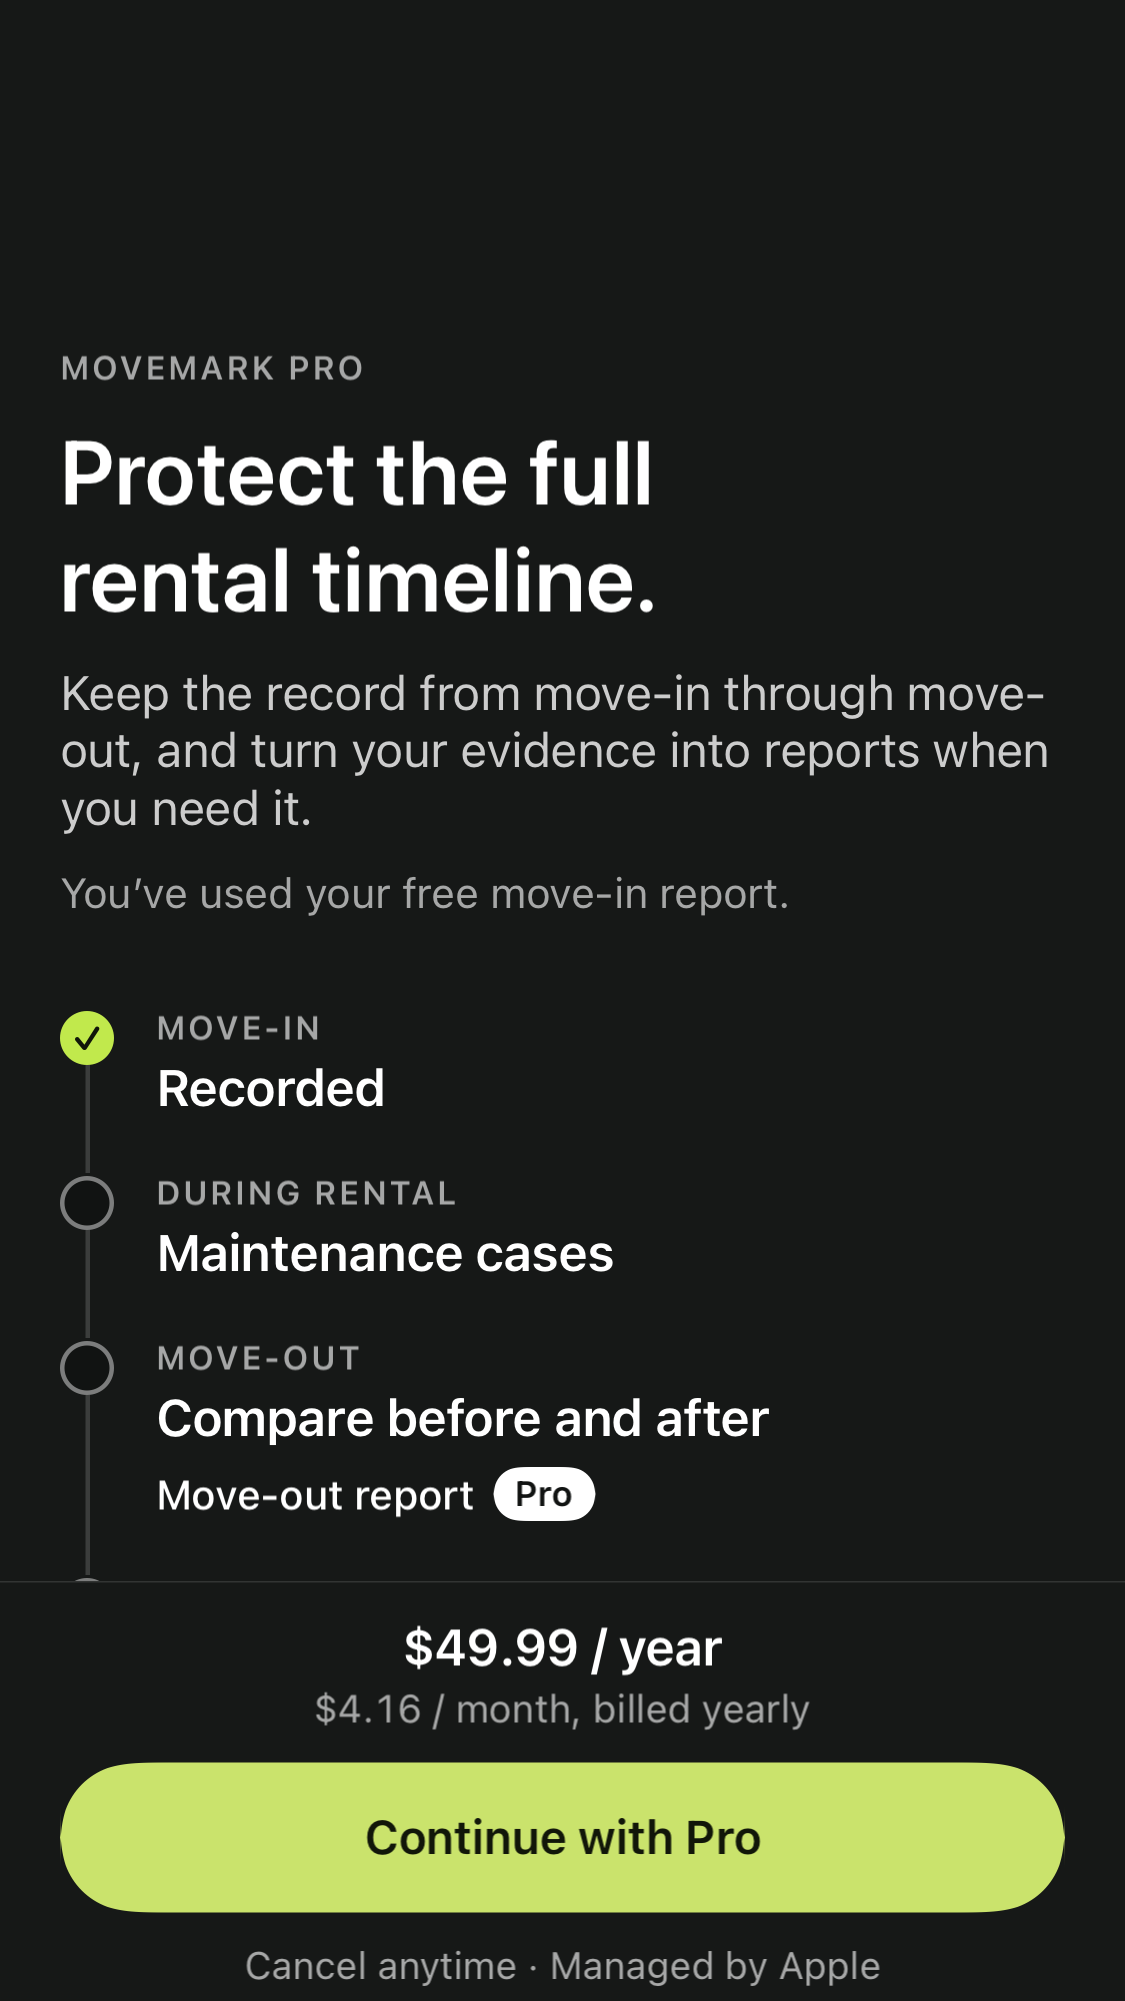 MOVEMARK PRO
Protect the full
rental timeline.
Keep the record from move-in through move-
out, and turn your evidence into reports when
you need it.
You’ve used your free move-in report.
MOVE-IN
Recorded
DURING RENTAL
Maintenance cases
MOVE-OUT
Compare before and after
Move-out report Pro
$49.99 / year
$4.16 / month, billed yearly
Continue with Pro
Cancel anytime · Managed by Apple